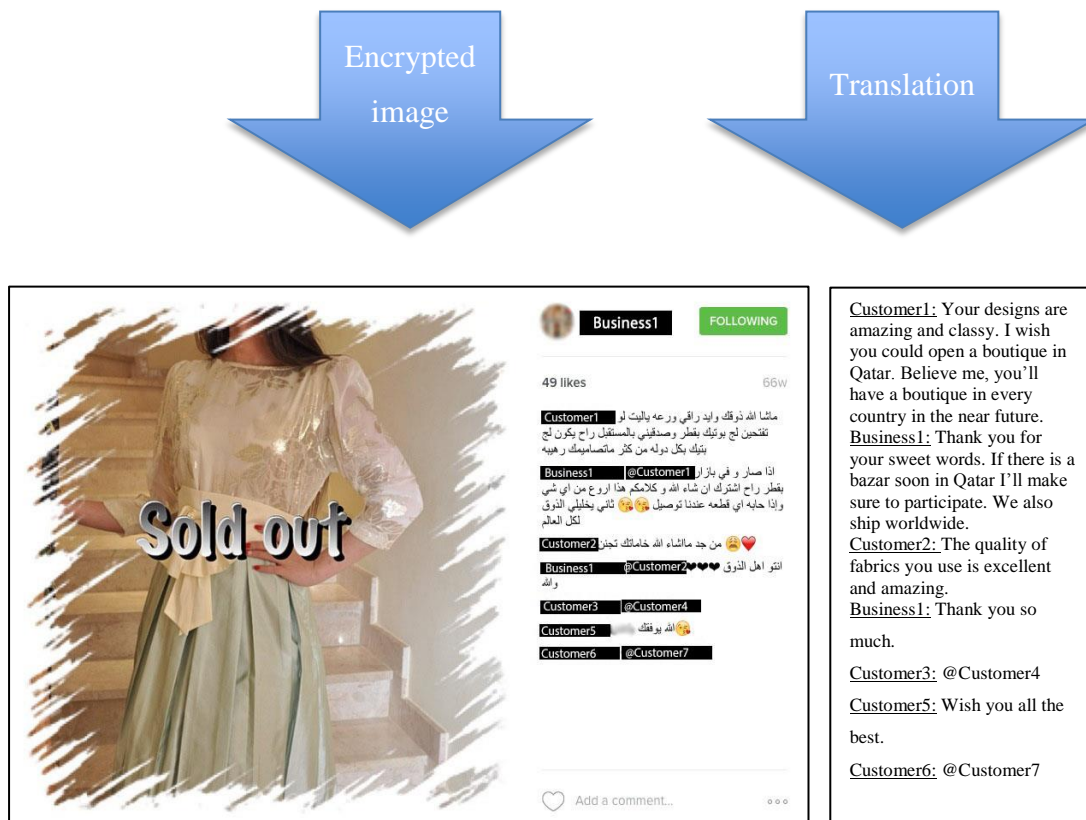 Encrypted
image
Translation
Business1
FOLLOWING
49 likes
66w
Customer1 ماشا الله ذوقك وايد راقي ورعه ياليت لو
تفتحين لج بوتيك بقطر وصدقيني بالمستقبل راح يكون لج
بتيك بكل دوله من كثر ماتصاميمك رهيبه
Business1 @Customer1 اذا صار و في بازار
بقطر راح اشترك ان شاء الله و كلامكم هذا اروع من اي شي
وإذا حابه اي قطعه عندنا توصيل 😘😘 ثاني يخليلي الذوق
لكل العالم
Customer2 من جد مااشاء الله خاماتك تجنن 😩❤
Business1 @Customer2 ❤❤❤ انتو اهل الذوق
والله
Customer3 @Customer4
Customer5 الله يوفقك 😘
Customer6 @Customer7
Add a comment...
Sold out
Customer1: Your designs are
amazing and classy. I wish
you could open a boutique in
Qatar. Believe me, you'll
have a boutique in every
country in the near future.
Business1: Thank you for
your sweet words. If there is a
bazar soon in Qatar I'll make
sure to participate. We also
ship worldwide.
Customer2: The quality of
fabrics you use is excellent
and amazing.
Business1: Thank you so
much.
Customer3: @Customer4
Customer5: Wish you all the
best.
Customer6: @Customer7